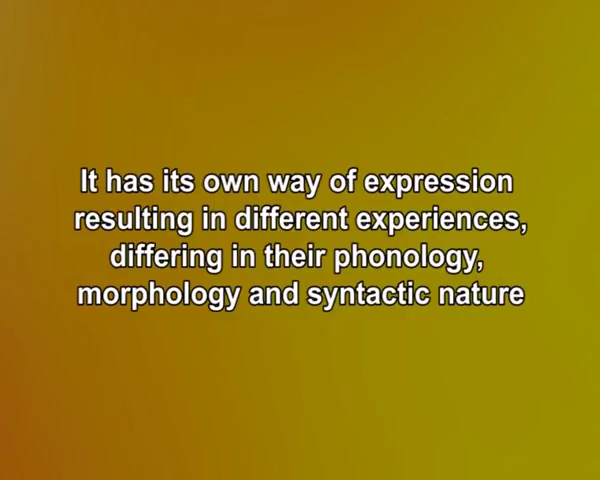 It has its own way of expression
resulting in different experiences,
differing in their phonology,
morphology and syntactic nature